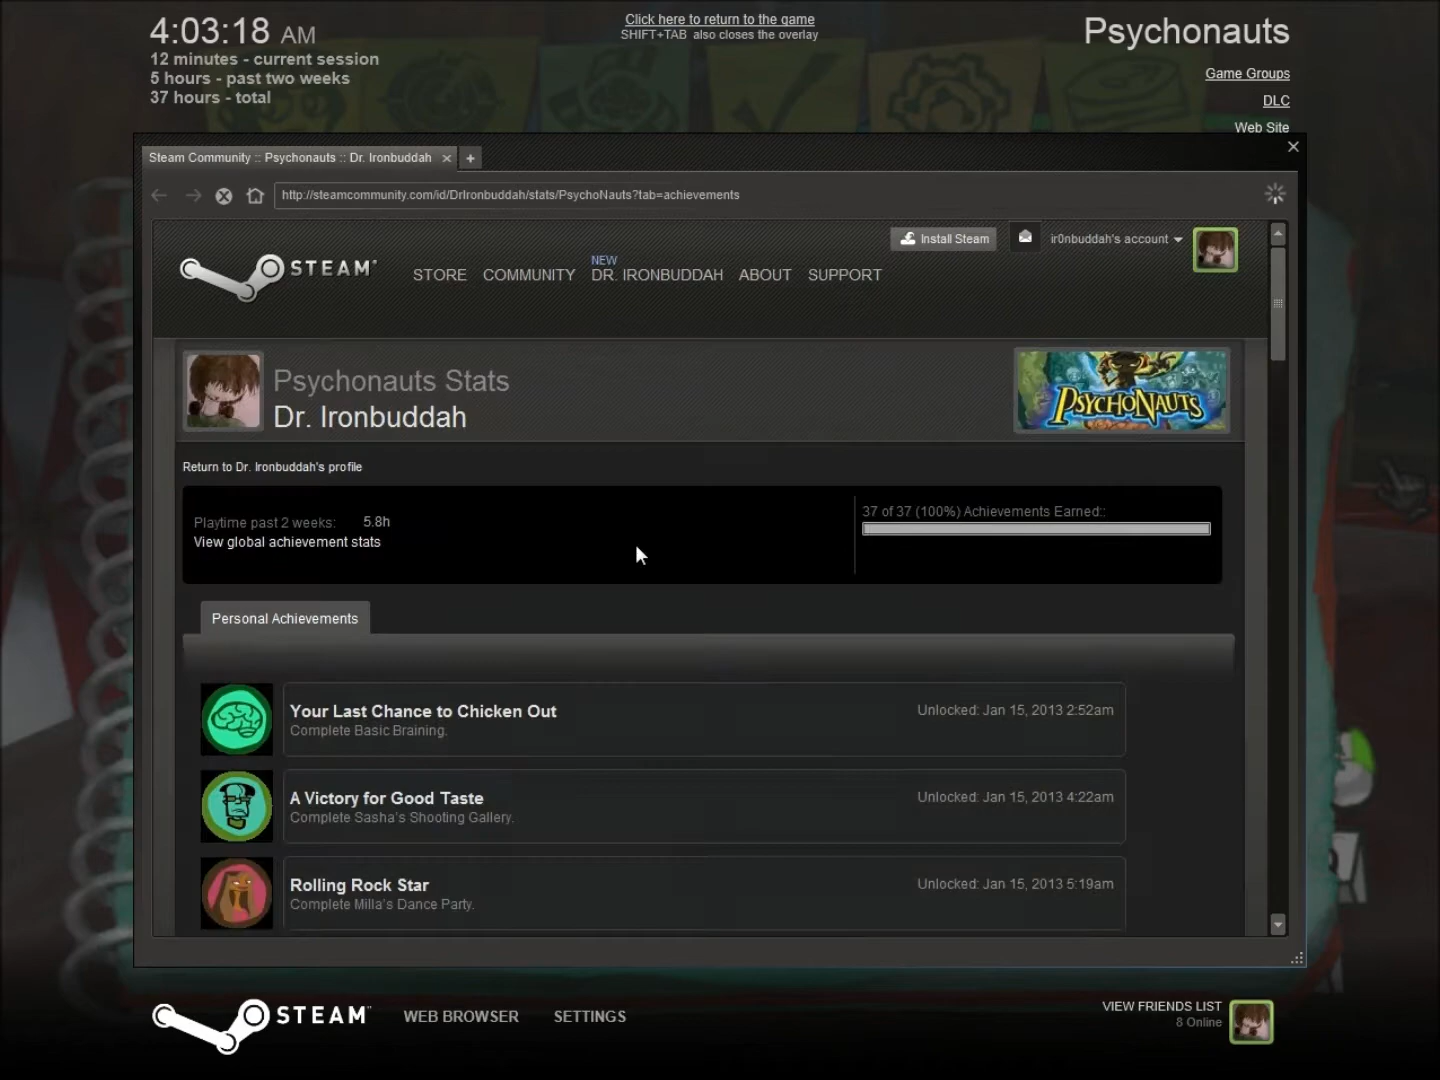 4:03:18 AM
12 minutes - current session
5 hours - past two weeks
37 hours - total
Click here to return to the game
SHIFT+TAB also closes the overlay
Psychonauts
Game Groups
DLC
Web Site
Steam Community :: Psychonauts :: Dr. Ironbuddah
http://steamcommunity.com/id/DrIronbuddah/stats/PsychoNauts?tab=achievements
Install Steam
ir0nbuddah's account
STEAM™
STORE
COMMUNITY
NEW
DR. IRONBUDDAH
ABOUT
SUPPORT
Psychonauts Stats
Dr. Ironbuddah
PSYCHONAUTS
Return to Dr. Ironbuddah's profile
Playtime past 2 weeks: 5.8h
View global achievement stats
37 of 37 (100%) Achievements Earned::
Personal Achievements
Your Last Chance to Chicken Out
Complete Basic Braining.
Unlocked: Jan 15, 2013 2:52am
A Victory for Good Taste
Complete Sasha's Shooting Gallery.
Unlocked: Jan 15, 2013 4:22am
Rolling Rock Star
Complete Milla's Dance Party.
Unlocked: Jan 15, 2013 5:19am
STEAM™
WEB BROWSER
SETTINGS
VIEW FRIENDS LIST
8 Online